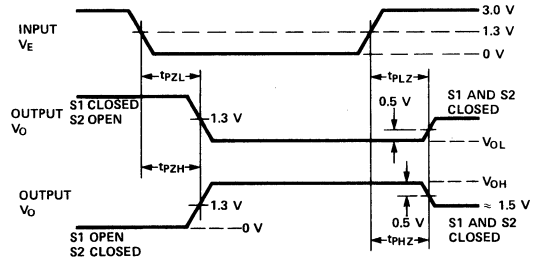 INPUT
VE
3.0 V
1.3 V
0 V
tPZL
tPLZ
S1 CLOSED
S2 OPEN
OUTPUT
VO
1.3 V
0.5 V
S1 AND S2
CLOSED
VOL
tPZH
OUTPUT
VO
1.3 V
0 V
S1 OPEN
S2 CLOSED
VOH
≈ 1.5 V
0.5 V
S1 AND S2
CLOSED
tPHZ